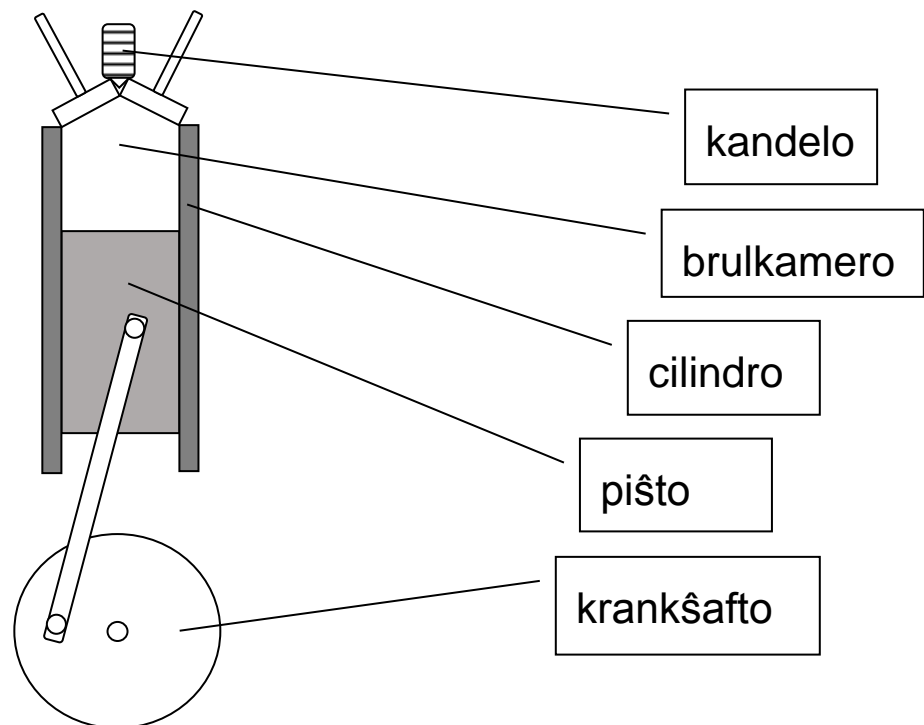 kandelo
brulkamero
cilindro
piŝto
krankŝafto